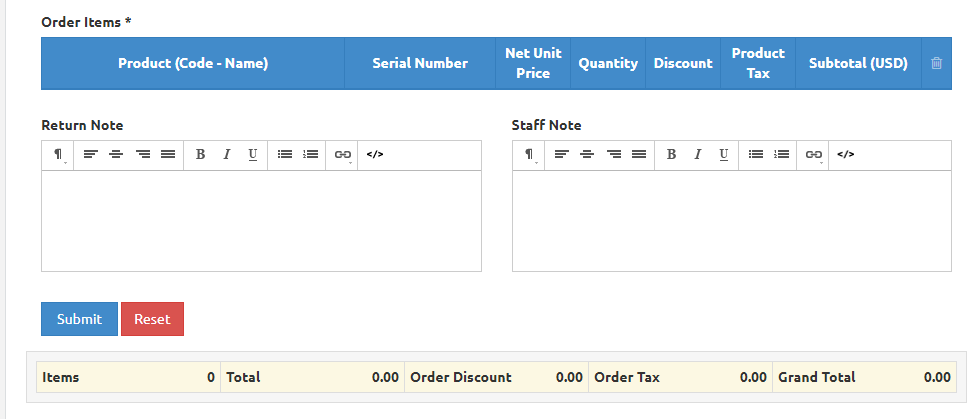 Order Items *
Product (Code - Name) Serial Number Net Unit Price Quantity Discount Product Tax Subtotal (USD)
Return Note Staff Note
¶ B I U </> ¶ B I U </>
Submit Reset
Items 0 Total 0.00 Order Discount 0.00 Order Tax 0.00 Grand Total 0.00